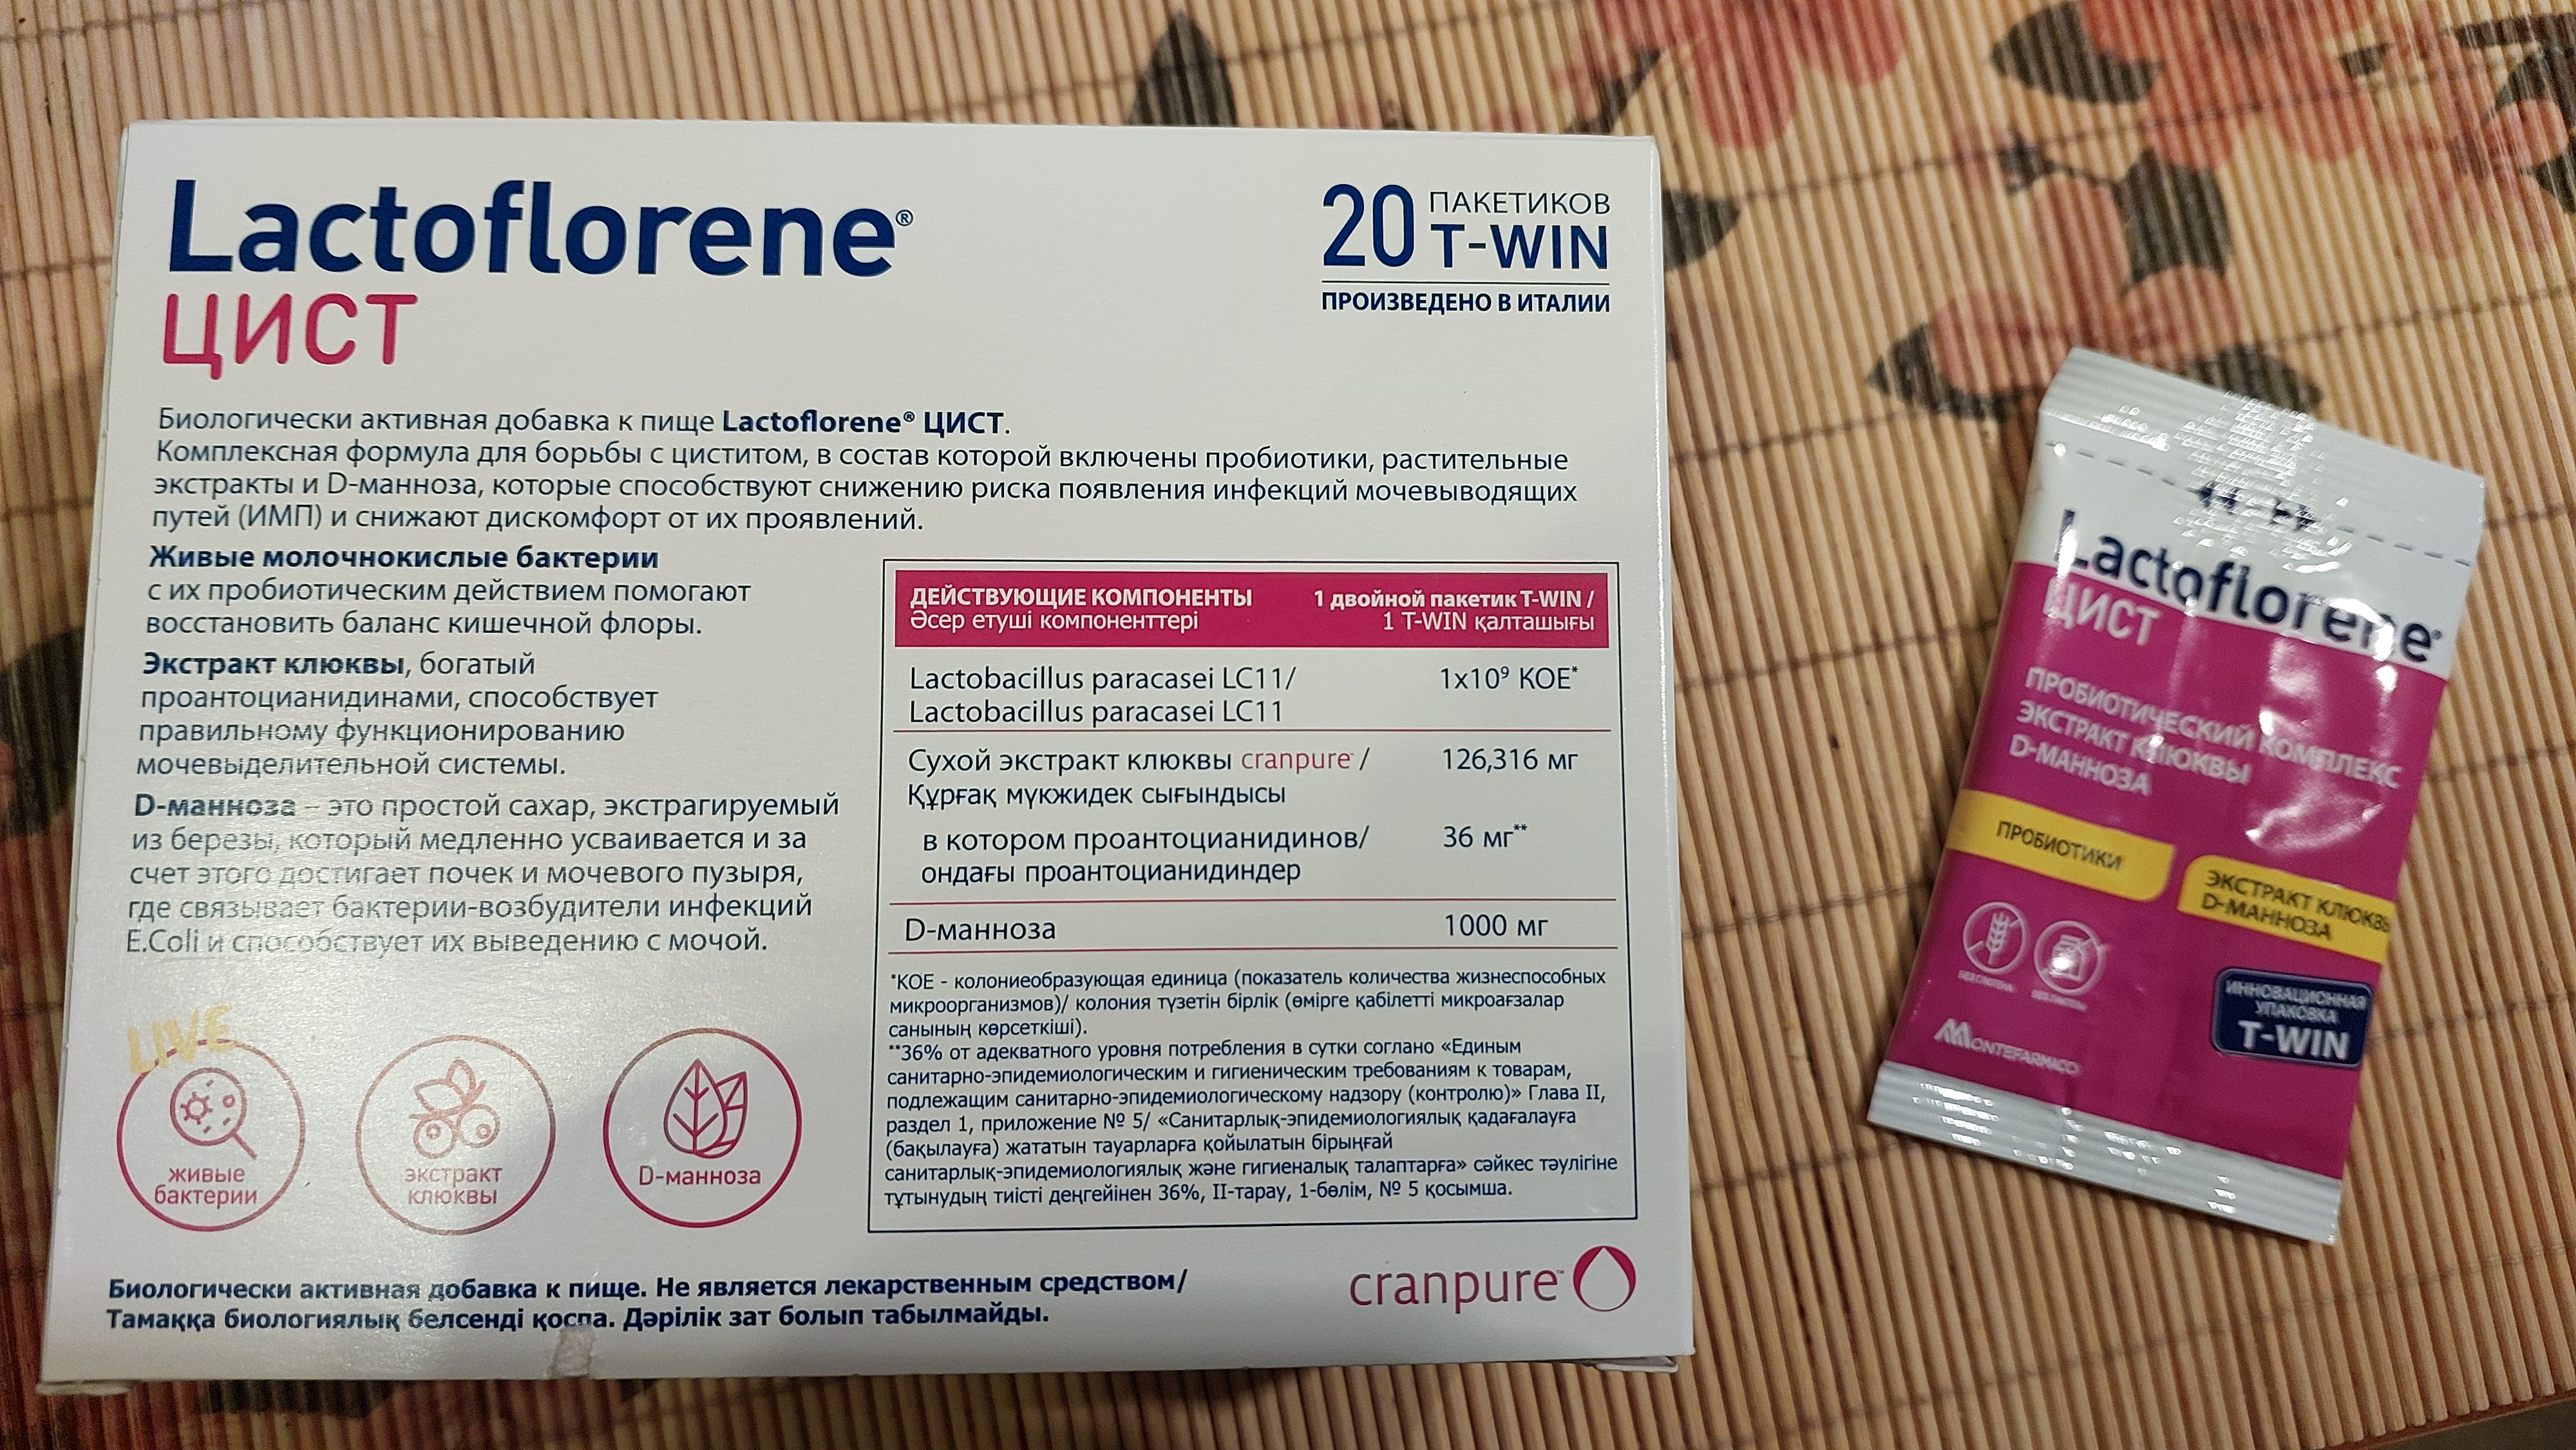 Lactoflorene®
ЦИСТ
20 ПАКЕТИКОВ
T-WIN
ПРОИЗВЕДЕНО В ИТАЛИИ
Биологически активная добавка к пище Lactoflorene® ЦИСТ.
Комплексная формула для борьбы с циститом, в состав которой включены пробиотики, растительные
экстракты и D-манноза, которые способствуют снижению риска появления инфекций мочевыводящих
путей (ИМП) и снижают дискомфорт от их проявлений.
Живые молочнокислые бактерии
с их пробиотическим действием помогают
восстановить баланс кишечной флоры.
Экстракт клюквы, богатый
проантоцианидинами, способствует
правильному функционированию
мочевыделительной системы.
D-манноза – это простой сахар, экстрагируемый
из березы, который медленно усваивается и за
счет этого достигает почек и мочевого пузыря,
где связывает бактерии-возбудители инфекций
E.Coli и способствует их выведению с мочой.
LIVE
живые
бактерии
экстракт
клюквы
D-манноза
ДЕЙСТВУЮЩИЕ КОМПОНЕНТЫ 1 двойной пакетик T-WIN /
Әсер етуші компоненттері 1 T-WIN қалташығы
Lactobacillus paracasei LC11/ 1x10⁹ КОЕ*
Lactobacillus paracasei LC11
Сухой экстракт клюквы cranpure™ / 126,316 мг
Құрғақ мүкжидек сығындысы
в котором проантоцианидинов/ 36 мг**
ондағы проантоцианидиндер
D-манноза 1000 мг
*КОЕ - колониеобразующая единица (показатель количества жизнеспособных
микроорганизмов)/ колония түзетін бірлік (өмірге қабілетті микроағзалар
санының көрсеткіші).
**36% от адекватного уровня потребления в сутки соглано «Единым
санитарно-эпидемиологическим и гигиеническим требованиям к товарам,
подлежащим санитарно-эпидемиологическому надзору (контролю)» Глава II,
раздел 1, приложение № 5/ «Санитарлық-эпидемиологиялық қадағалауға
(бақылауға) жататын тауарларға қойылатын бірыңғай
санитарлық-эпидемиологиялық және гигиеналық талаптарға» сәйкес тәулігіне
тұтынудың тиісті деңгейінен 36%, II-тарау, 1-бөлім, № 5 қосымша.
Биологически активная добавка к пище. Не является лекарственным средством/
Тамаққа биологиялық белсенді қоспа. Дәрілік зат болып табылмайды.
cranpure™
Lactoflorene®
ЦИСТ
ПРОБИОТИЧЕСКИЙ КОМПЛЕКС
ЭКСТРАКТ КЛЮКВЫ
D-МАННОЗА
ПРОБИОТИКИ
ЭКСТРАКТ КЛЮКВЫ
D-МАННОЗА
БЕЗ ГЛЮТЕНА
БЕЗ ЛАКТОЗЫ
ИННОВАЦИОННАЯ
УПАКОВКА
T-WIN
MONTEFARMACO